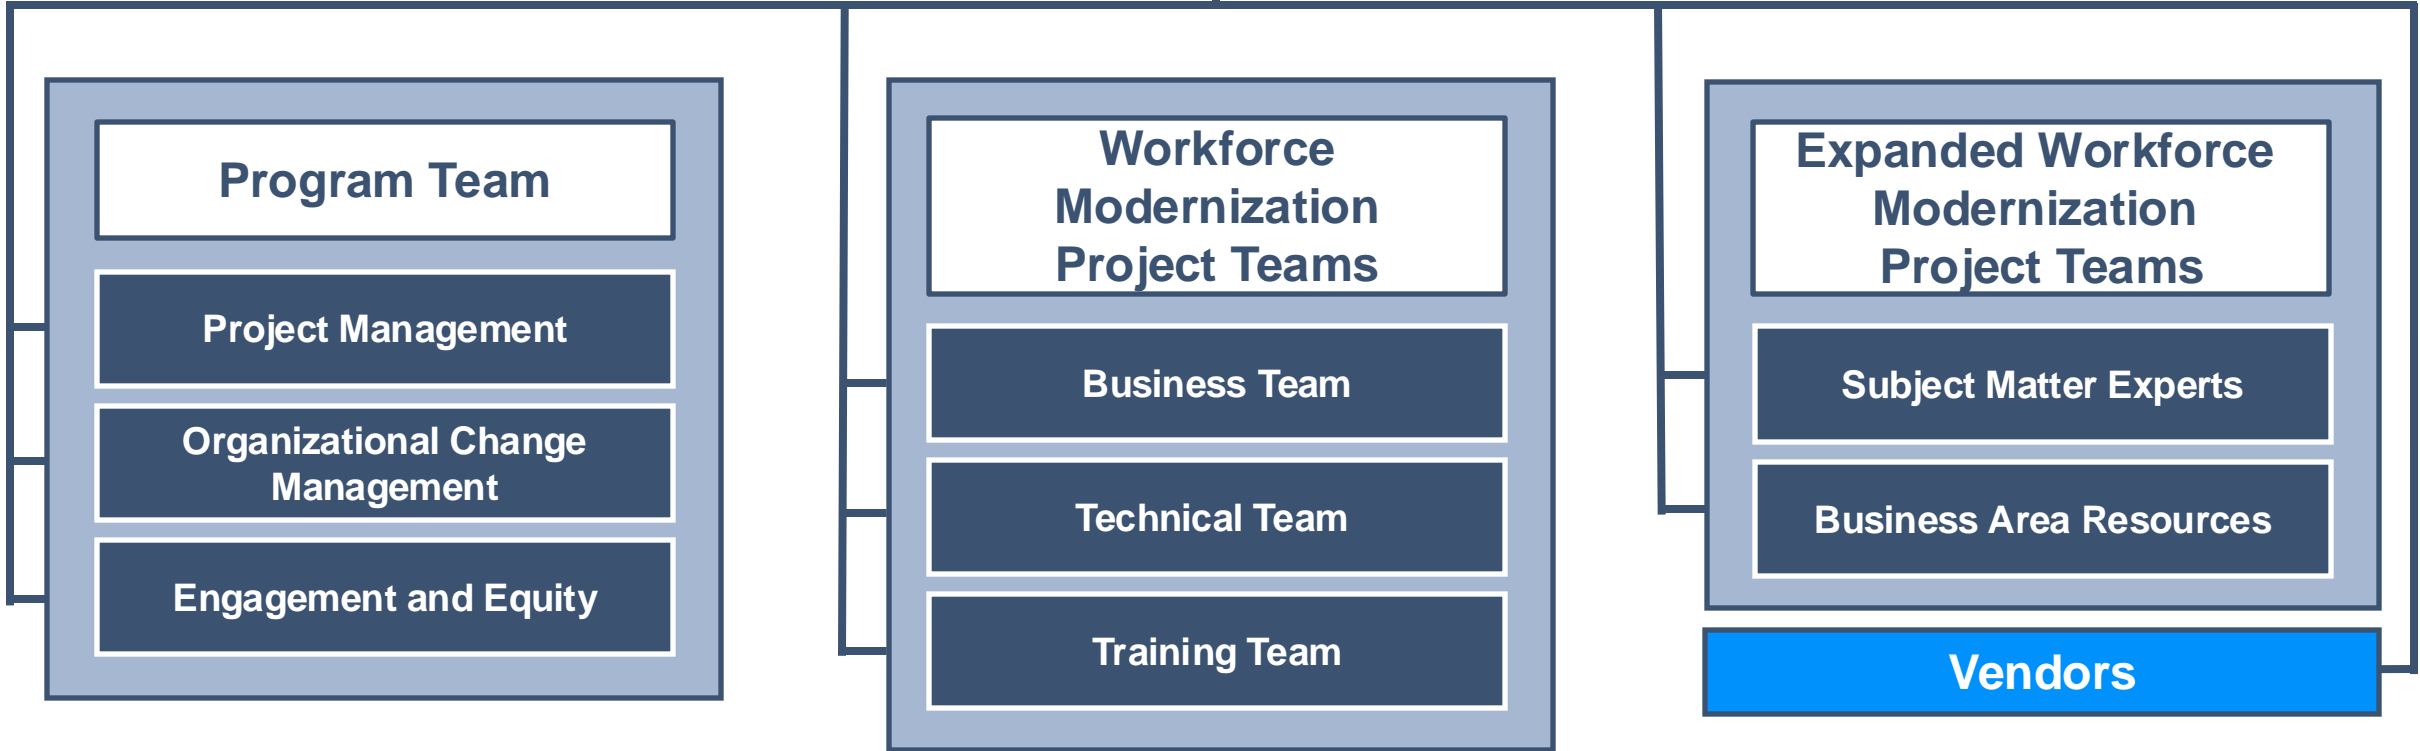 Program Team
Project Management
Organizational Change
Management
Engagement and Equity
Workforce
Modernization
Project Teams
Business Team
Technical Team
Training Team
Expanded Workforce
Modernization
Project Teams
Subject Matter Experts
Business Area Resources
Vendors